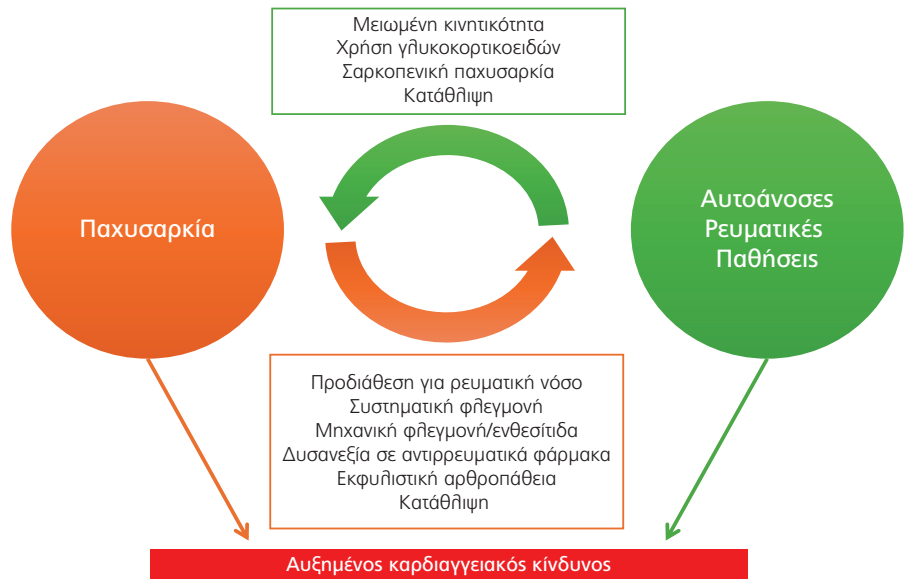 Μειωμένη κινητικότητα
Χρήση γλυκοκορτικοειδών
Σαρκοπενική παχυσαρκία
Κατάθλιψη
Παχυσαρκία
Αυτοάνοσες
Ρευματικές
Παθήσεις
Προδιάθεση για ρευματική νόσο
Συστηματική φλεγμονή
Μηχανική φλεγμονή/ενθεσίτιδα
Δυσανεξία σε αντιρρευματικά φάρμακα
Εκφυλιστική αρθροπάθεια
Κατάθλιψη
Αυξημένος καρδιαγγειακός κίνδυνος